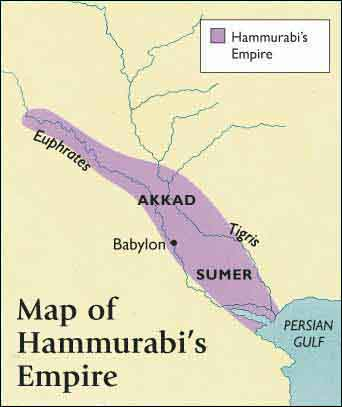 Hammurabi's
Empire
Euphrates
AKKAD
Tigris
Babylon
SUMER
Map of
Hammurabi's
Empire
PERSIAN
GULF